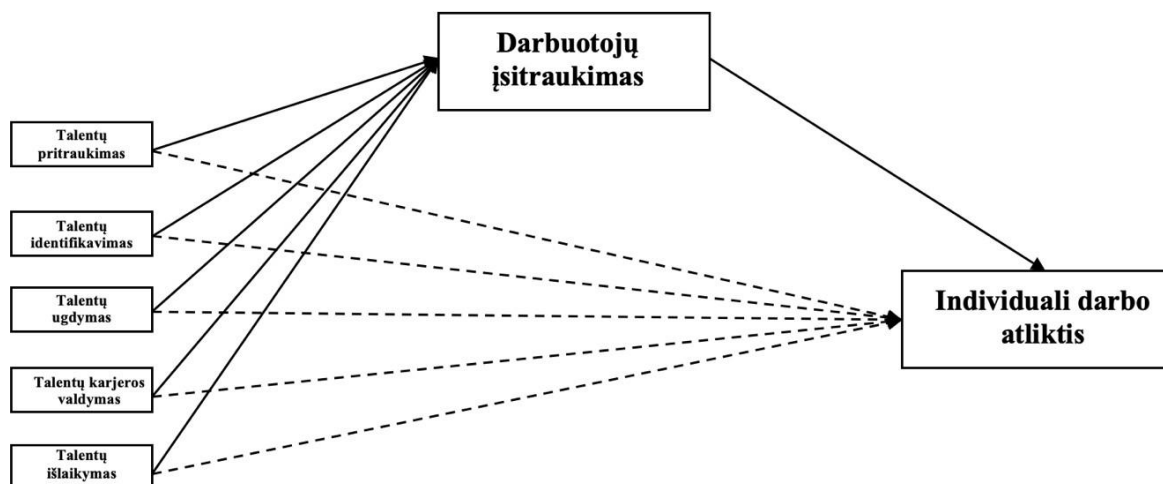 Darbuotojų
įsitraukimas
Talentų
pritraukimas
Talentų
identifikavimas
Talentų
ugdymas
Talentų karjeros
valdymas
Talentų
išlaikymas
Individuali darbo
atliktis